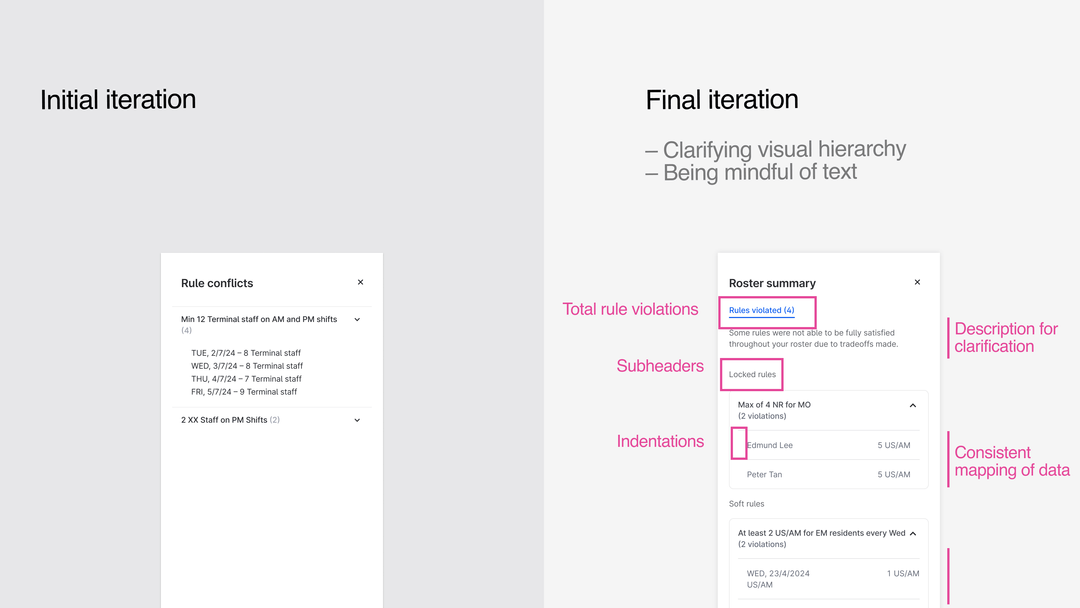 Initial iteration
Rule conflicts
Min 12 Terminal staff on AM and PM shifts
(4)
TUE, 2/7/24 – 8 Terminal staff
WED, 3/7/24 – 8 Terminal staff
THU, 4/7/24 – 7 Terminal staff
FRI, 5/7/24 – 9 Terminal staff
2 XX Staff on PM Shifts (2)
Final iteration
– Clarifying visual hierarchy
– Being mindful of text
Total rule violations
Subheaders
Indentations
Roster summary
Rules violated (4)
Some rules were not able to be fully satisfied
throughout your roster due to tradeoffs made.
Locked rules
Max of 4 NR for MO
(2 violations)
Edmund Lee 5 US/AM
Peter Tan 5 US/AM
Soft rules
At least 2 US/AM for EM residents every Wed
(2 violations)
WED, 23/4/2024 1 US/AM
US/AM
Description for
clarification
Consistent
mapping of data